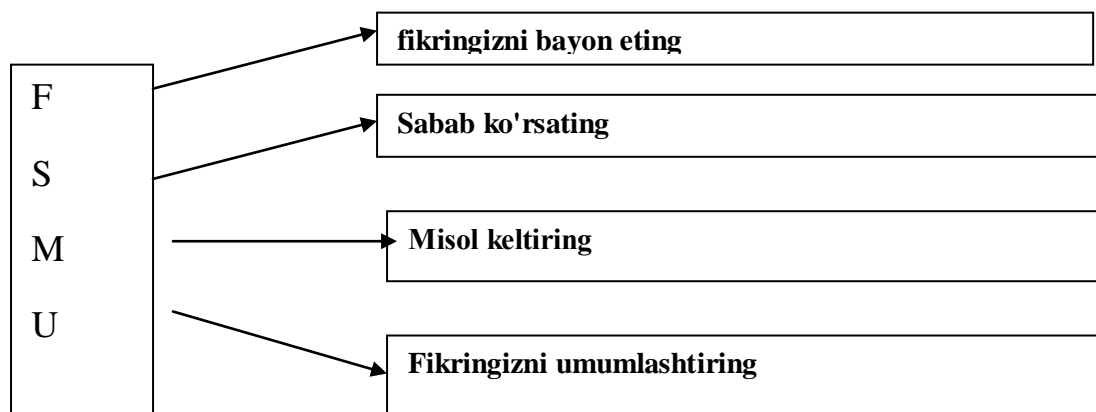 fikringizni bayon eting
F
Sabab ko'rsating
S
Misol keltiring
M
U
Fikringizni umumlashtiring